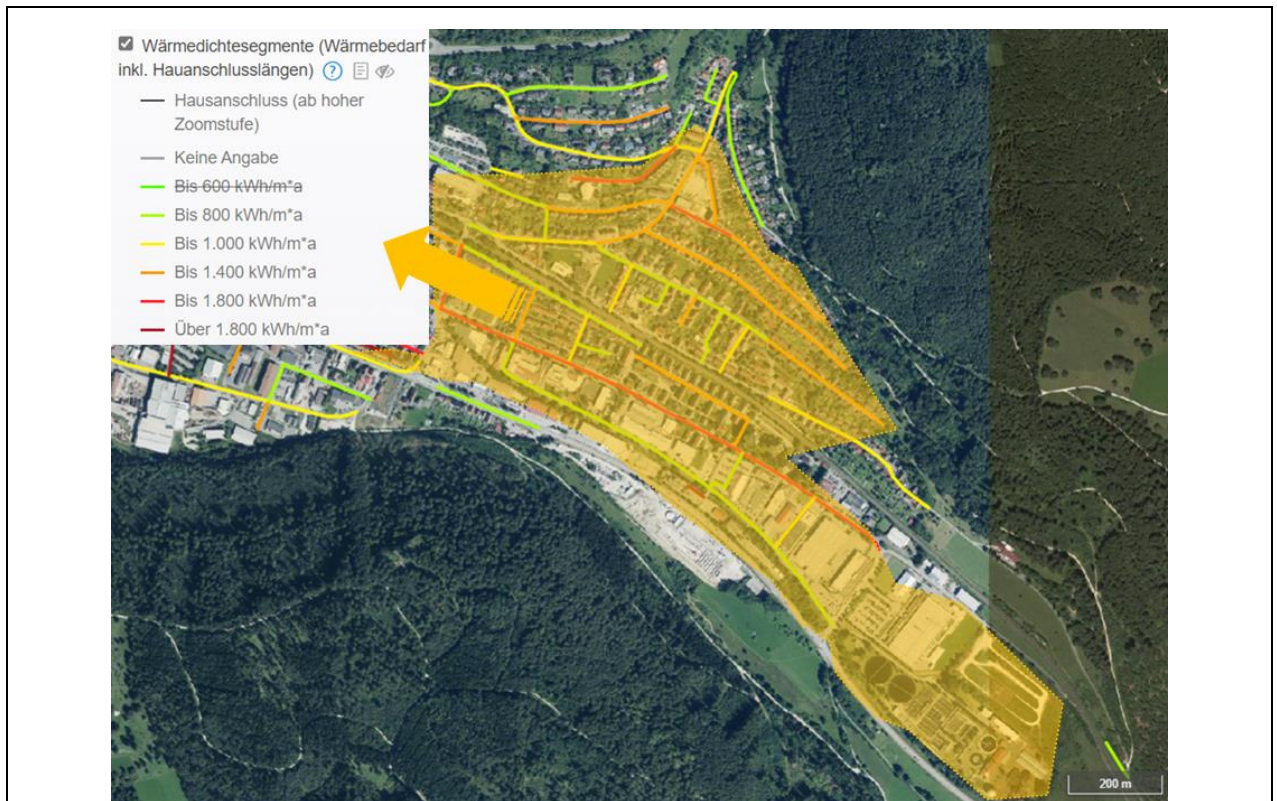 Wärmedichtesegmente (Wärmebedarf
inkl. Hauanschlusslängen) ?
Hausanschluss (ab hoher
Zoomstufe)
Keine Angabe
Bis 600 kWh/m*a
Bis 800 kWh/m*a
Bis 1.000 kWh/m*a
Bis 1.400 kWh/m*a
Bis 1.800 kWh/m*a
Über 1.800 kWh/m*a
200 m